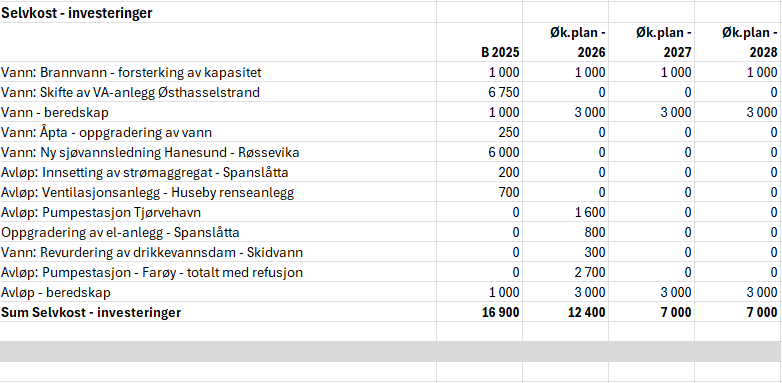 Selvkost - investeringer
Øk.plan - Øk.plan - Øk.plan -
B 2025 2026 2027 2028
Vann: Brannvann - forsterking av kapasitet 1 000 1 000 1 000 1 000
Vann: Skifte av VA-anlegg Østhasselstrand 6 750 0 0 0
Vann - beredskap 1 000 3 000 3 000 3 000
Vann: Åpta - oppgradering av vann 250 0 0 0
Vann: Ny sjøvannsledning Hanesund - Røssevika 6 000 0 0 0
Avløp: Innsetting av strømaggregat - Spanslåtta 200 0 0 0
Avløp: Ventilasjonsanlegg - Huseby renseanlegg 700 0 0 0
Avløp: Pumpestasjon Tjørvehavn 0 1 600 0 0
Oppgradering av el-anlegg - Spanslåtta 0 800 0 0
Vann: Revurdering av drikkevannsdam - Skidvann 0 300 0 0
Avløp: Pumpestasjon - Farøy - totalt med refusjon 0 2 700 0 0
Avløp - beredskap 1 000 3 000 3 000 3 000
Sum Selvkost - investeringer 16 900 12 400 7 000 7 000